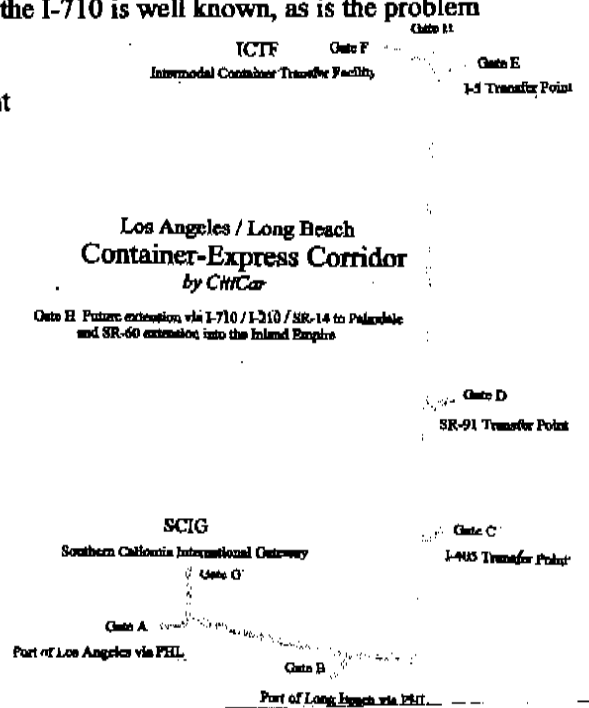 the I-710 is well known, as is the problem
Gate H
ICTF
Gate F
Intermodal Container Transfer Facility
Gate E
I-5 Transfer Point
Los Angeles / Long Beach
Container-Express Corridor
by CitiCar
Gate H Future extension via I-710 / I-210 / SR-14 to Palmdale
and SR-60 extension into the Inland Empire
Gate D
SR-91 Transfer Point
SCIG
Gate C
Southern California International Gateway
I-405 Transfer Point
Gate G
Gate A
Port of Los Angeles via PHL
Gate B
Port of Long Beach via PHL